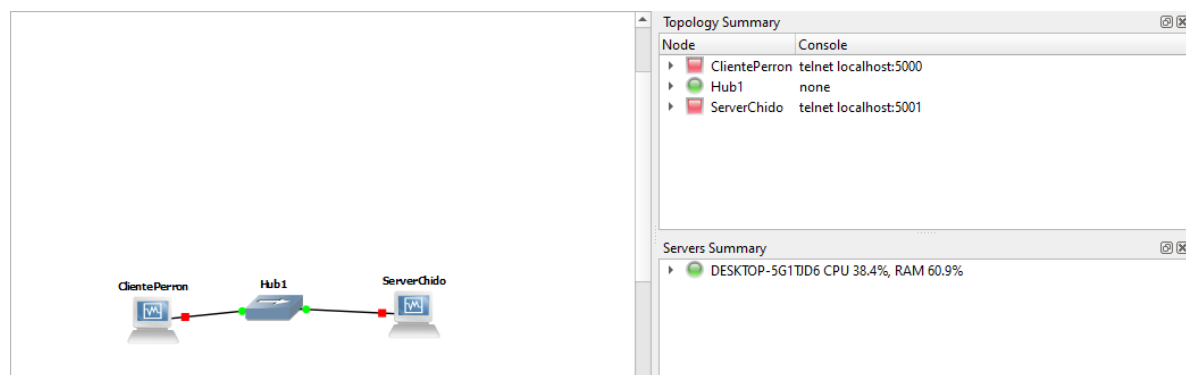 Topology Summary
Node Console
ClientePerron telnet localhost:5000
Hub1 none
ServerChido telnet localhost:5001
Servers Summary
DESKTOP-5G1TJD6 CPU 38.4%, RAM 60.9%
ClientePerron
Hub1
ServerChido